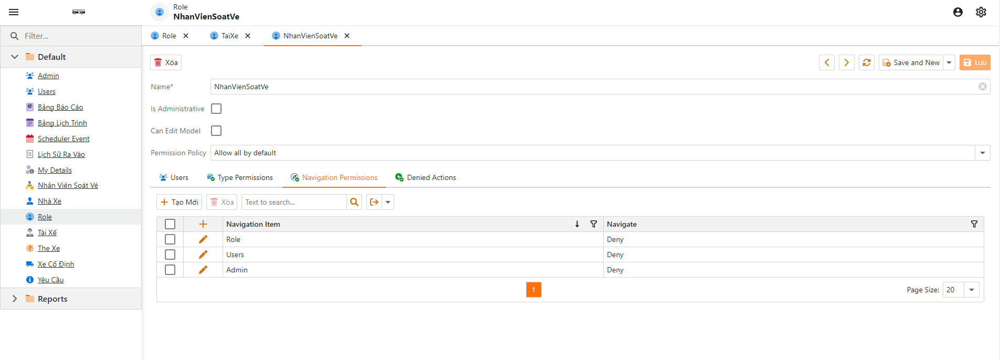 Role
NhanVienSoatVe
Filter...
Default
Admin
Users
Bảng Báo Cáo
Bảng Lịch Trình
Scheduler Event
Lịch Sử Ra Vào
My Details
Nhân Viên Soát Vé
Nhà Xe
Role
Tài Xế
The Xe
Xe Cố Định
Yêu Cầu
Reports
Role TaiXe NhanVienSoatVe
Xóa Save and New Lưu
Name* NhanVienSoatVe
Is Administrative
Can Edit Model
Permission Policy Allow all by default
Users Type Permissions Navigation Permissions Denied Actions
Tạo Mới Xóa Text to search...
Navigation Item Navigate
Role Deny
Users Deny
Admin Deny
1 Page Size: 20